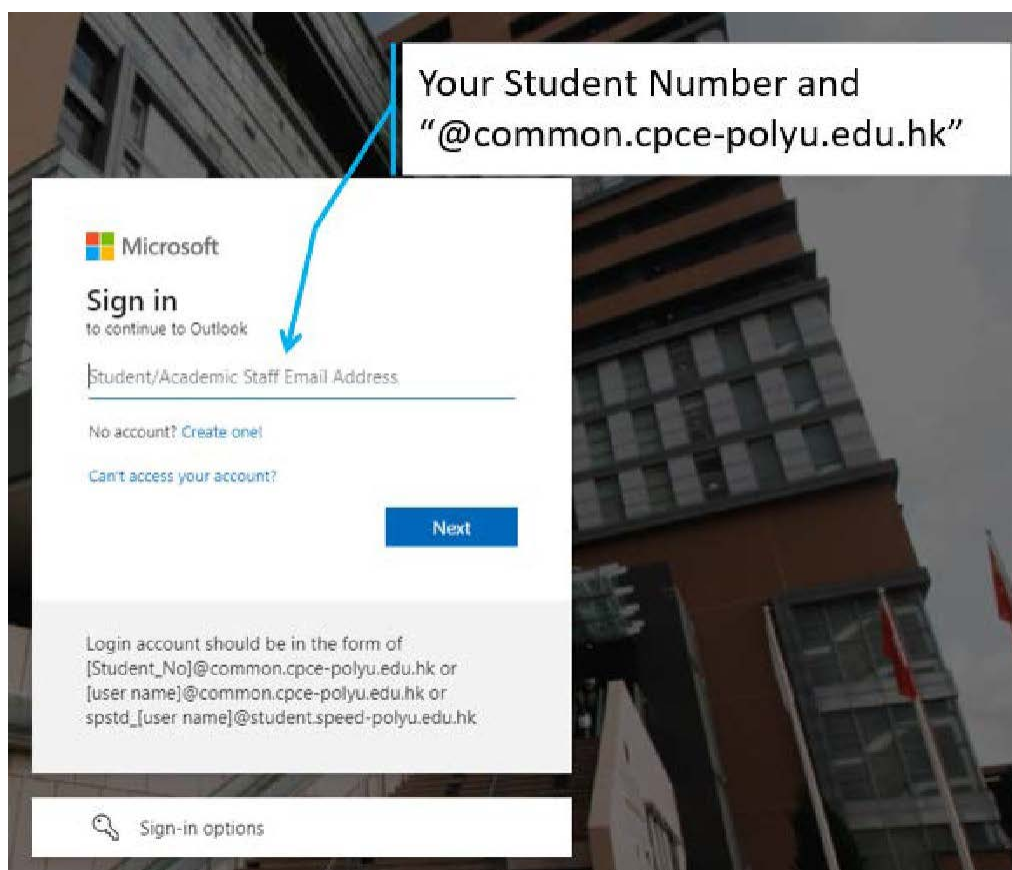 Your Student Number and
“@common.cpce-polyu.edu.hk”
Microsoft
Sign in
to continue to Outlook
Student/Academic Staff Email Address
No account? Create one!
Can't access your account?
Next
Login account should be in the form of
[Student_No]@common.cpce-polyu.edu.hk or
[user name]@common.cpce-polyu.edu.hk or
spstd_[user name]@student.speed-polyu.edu.hk
Sign-in options